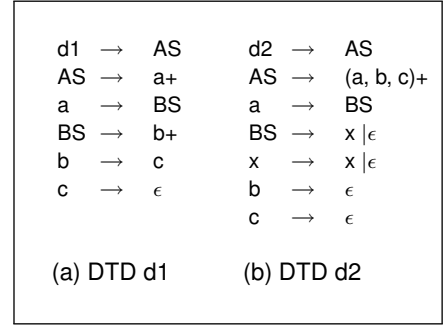 d1 → AS d2 → AS
AS → a+ AS → (a, b, c)+
a → BS a → BS
BS → b+ BS → x | ϵ
b → c x → x | ϵ
c → ϵ b → ϵ
c → ϵ
(a) DTD d1 (b) DTD d2